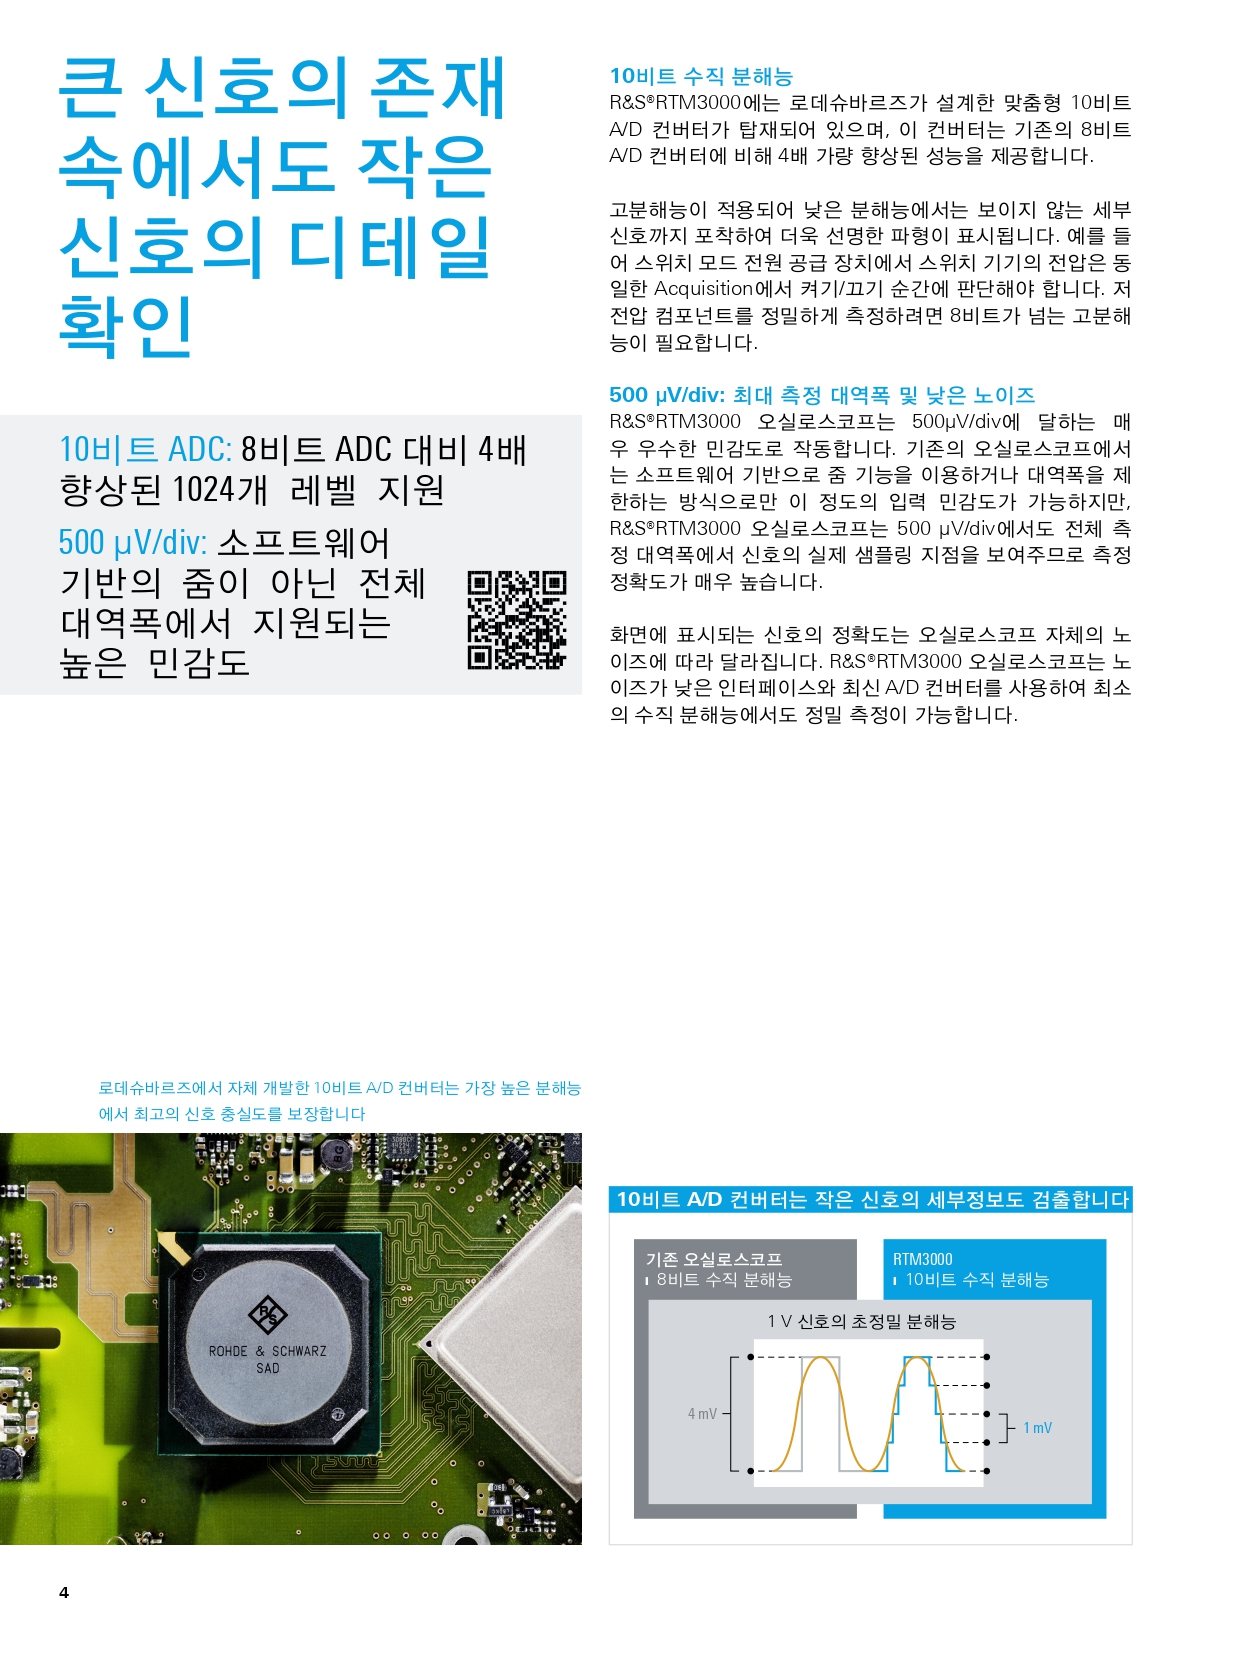 큰 신호의 존재
속에서도 작은
신호의 디테일
확인
10비트 ADC: 8비트 ADC 대비 4배
향상된 1024개 레벨 지원
500 µV/div: 소프트웨어
기반의 줌이 아닌 전체
대역폭에서 지원되는
높은 민감도
10비트 수직 분해능
R&S®RTM3000에는 로데슈바르즈가 설계한 맞춤형 10비트
A/D 컨버터가 탑재되어 있으며, 이 컨버터는 기존의 8비트
A/D 컨버터에 비해 4배 가량 향상된 성능을 제공합니다.
고분해능이 적용되어 낮은 분해능에서는 보이지 않는 세부
신호까지 포착하여 더욱 선명한 파형이 표시됩니다. 예를 들
어 스위치 모드 전원 공급 장치에서 스위치 기기의 전압은 동
일한 Acquisition에서 켜기/끄기 순간에 판단해야 합니다. 저
전압 컴포넌트를 정밀하게 측정하려면 8비트가 넘는 고분해
능이 필요합니다.
500 µV/div: 최대 측정 대역폭 및 낮은 노이즈
R&S®RTM3000 오실로스코프는 500µV/div에 달하는 매
우 우수한 민감도로 작동합니다. 기존의 오실로스코프에서
는 소프트웨어 기반으로 줌 기능을 이용하거나 대역폭을 제
한하는 방식으로만 이 정도의 입력 민감도가 가능하지만,
R&S®RTM3000 오실로스코프는 500 µV/div에서도 전체 측
정 대역폭에서 신호의 실제 샘플링 지점을 보여주므로 측정
정확도가 매우 높습니다.
화면에 표시되는 신호의 정확도는 오실로스코프 자체의 노
이즈에 따라 달라집니다. R&S®RTM3000 오실로스코프는 노
이즈가 낮은 인터페이스와 최신 A/D 컨버터를 사용하여 최소
의 수직 분해능에서도 정밀 측정이 가능합니다.
로데슈바르즈에서 자체 개발한 10비트 A/D 컨버터는 가장 높은 분해능
에서 최고의 신호 충실도를 보장합니다
R S
ROHDE & SCHWARZ
SAD
10비트 A/D 컨버터는 작은 신호의 세부정보도 검출합니다
기존 오실로스코프
8비트 수직 분해능
RTM3000
10비트 수직 분해능
1 V 신호의 초정밀 분해능
4 mV
1 mV
4